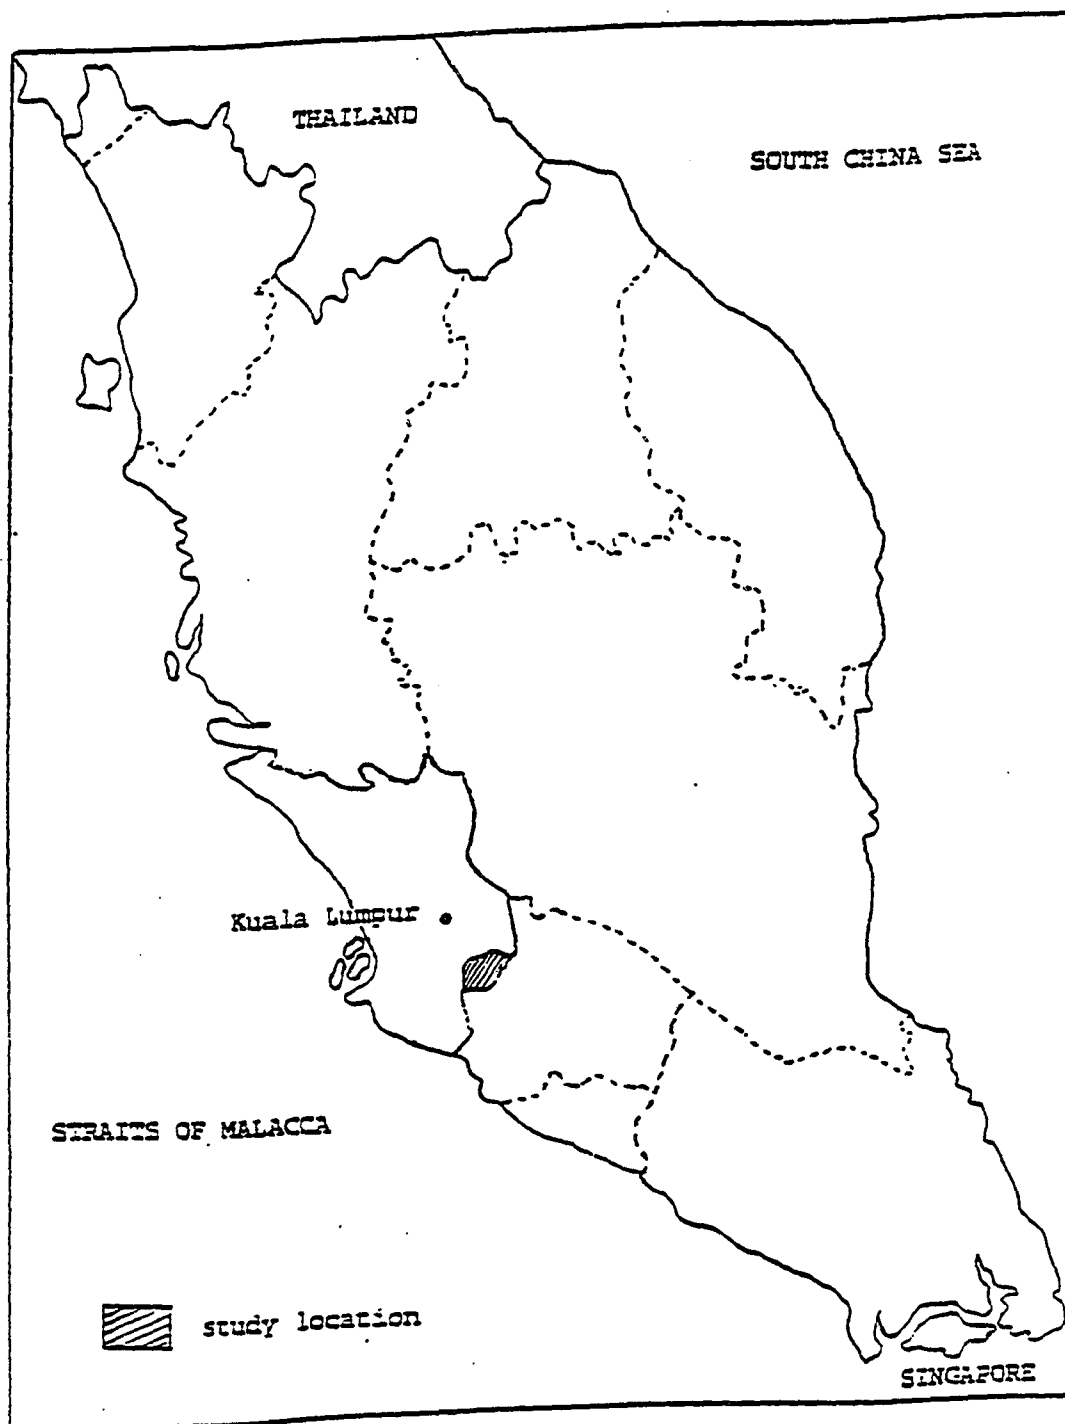 THAILAND
SOUTH CHINA SEA
Kuala Lumpur
STRAITS OF MALACCA
study location
SINGAPORE